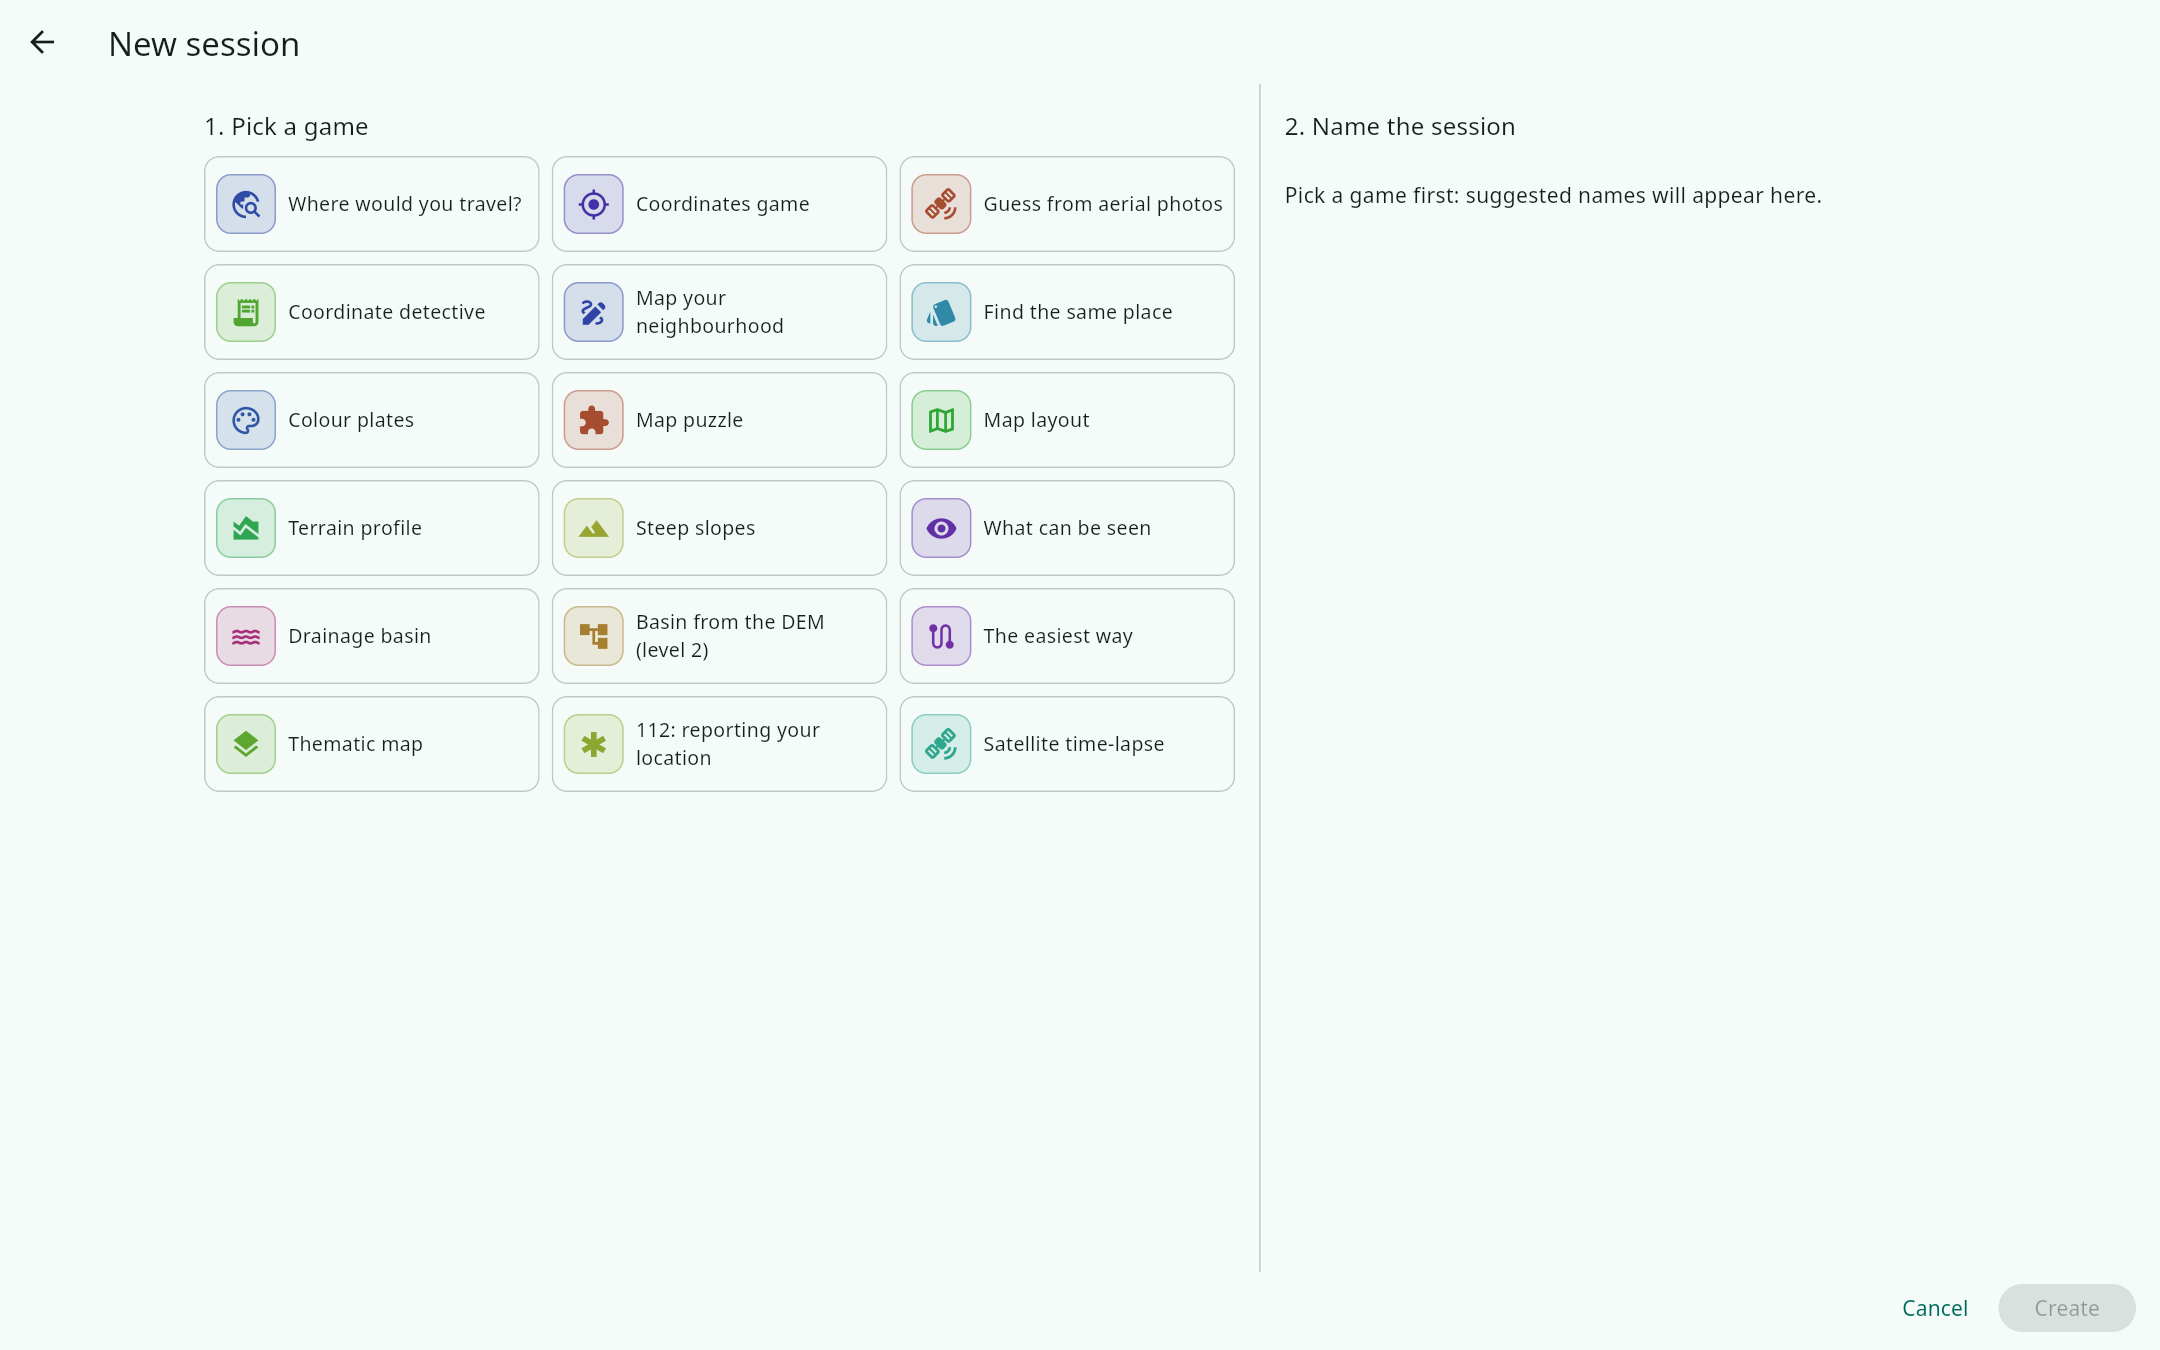 New session
1. Pick a game
Where would you travel?
Coordinates game
Guess from aerial photos
Coordinate detective
Map your
neighbourhood
Find the same place
Colour plates
Map puzzle
Map layout
Terrain profile
Steep slopes
What can be seen
Drainage basin
Basin from the DEM
(level 2)
The easiest way
Thematic map
112: reporting your
location
Satellite time-lapse
2. Name the session
Pick a game first: suggested names will appear here.
Cancel
Create